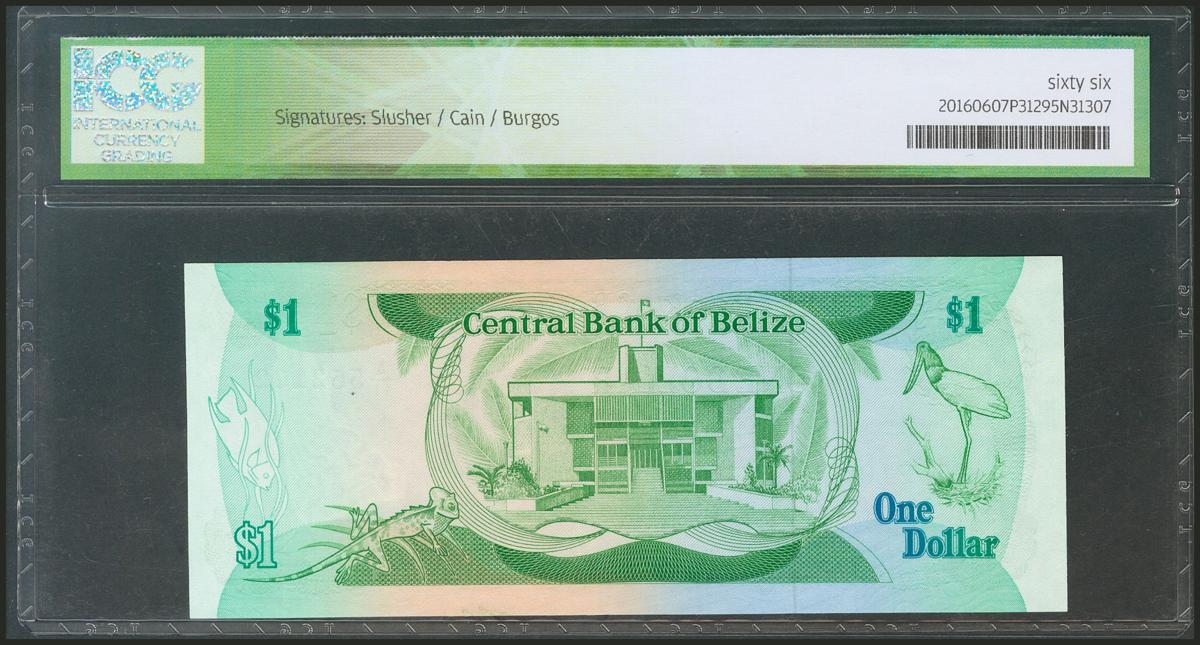 ICG
INTERNATIONAL
CURRENCY
GRADING
Signatures: Slusher / Cain / Burgos
sixty six
20160607P31295N31307
$1
Central Bank of Belize
$1
$1
One
Dollar